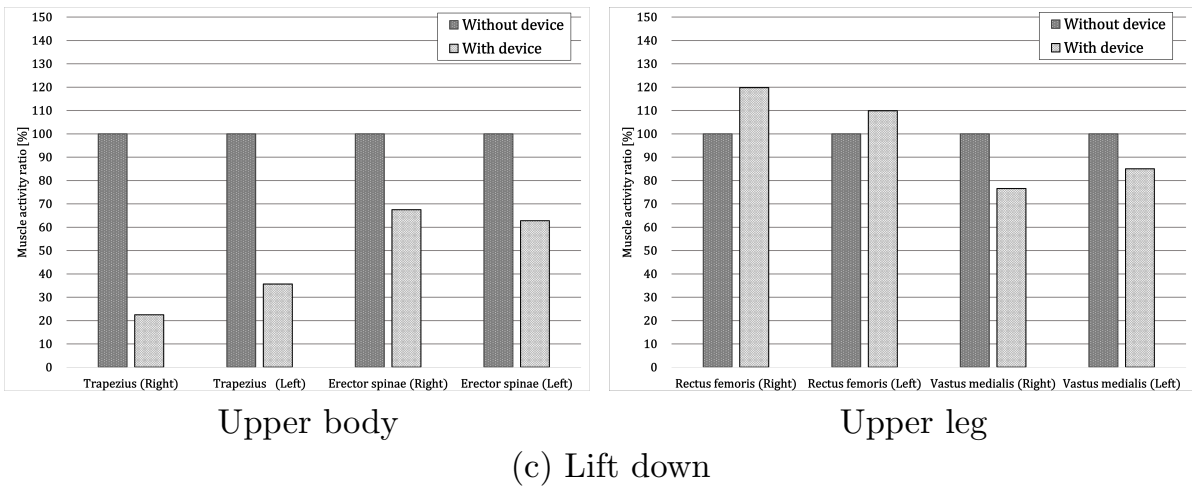 150
140
130
120
110
100
90
80
70
60
50
40
30
20
10
0
Muscle activity ratio [%]
Without device
With device
Trapezius (Right) Trapezius (Left) Erector spinae (Right) Erector spinae (Left)
Upper body
150
140
130
120
110
100
90
80
70
60
50
40
30
20
10
0
Muscle activity ratio [%]
Without device
With device
Rectus femoris (Right) Rectus femoris (Left) Vastus medialis (Right) Vastus medialis (Left)
Upper leg
(c) Lift down